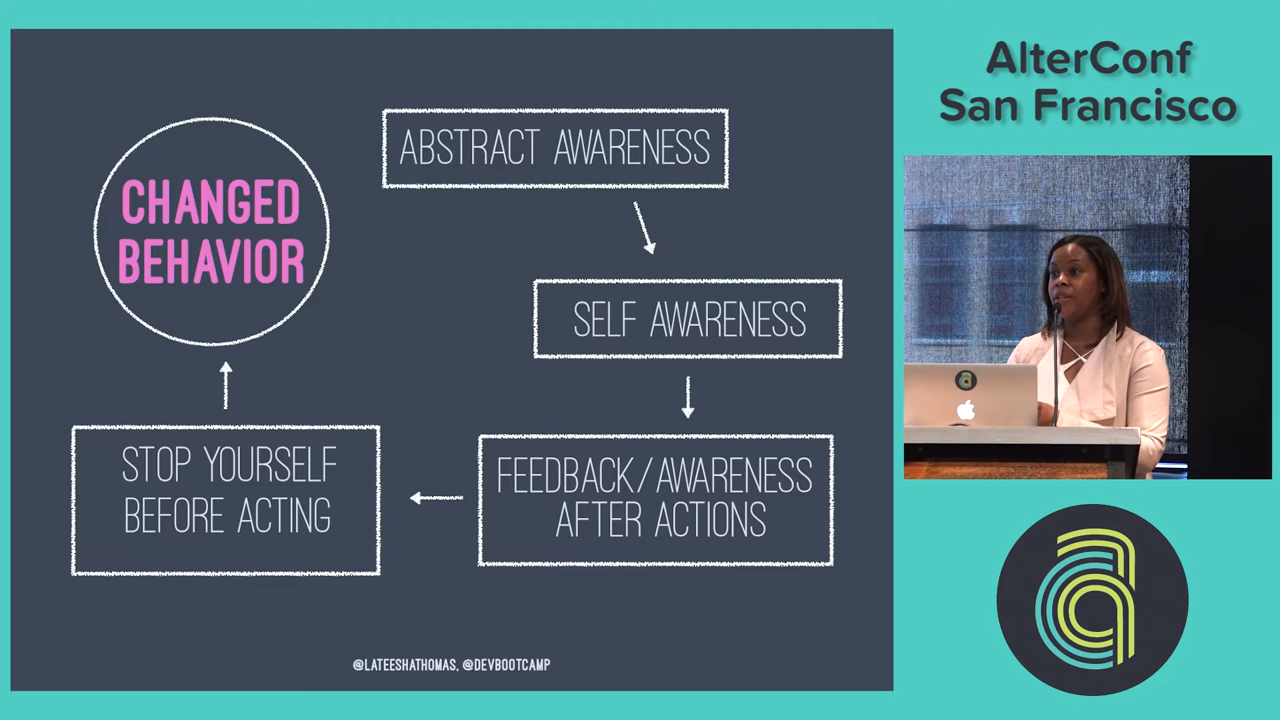 AlterConf
San Francisco
ABSTRACT AWARENESS
CHANGED
BEHAVIOR
SELF AWARENESS
FEEDBACK/AWARENESS
AFTER ACTIONS
STOP YOURSELF
BEFORE ACTING
@LATEESHATHOMAS, @DEVBOOTCAMP